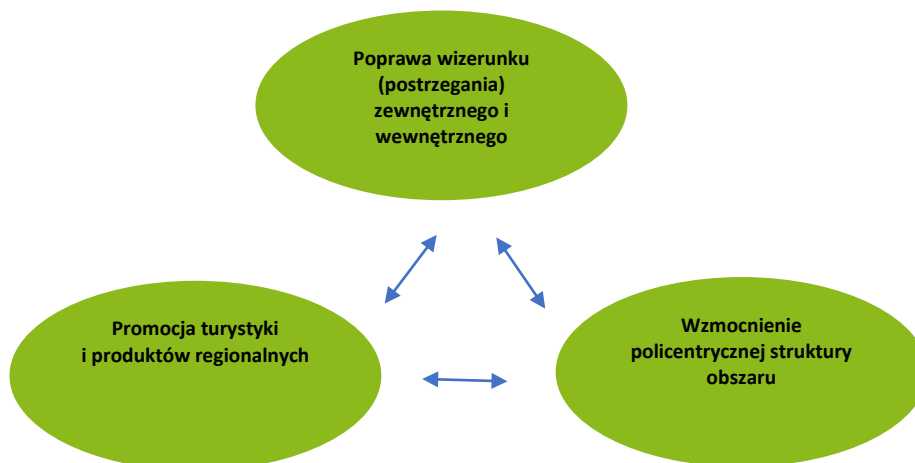 Poprawa wizerunku
(postrzegania)
zewnętrznego i
wewnętrznego
Promocja turystyki
i produktów regionalnych
Wzmocnienie
policentrycznej struktury
obszaru